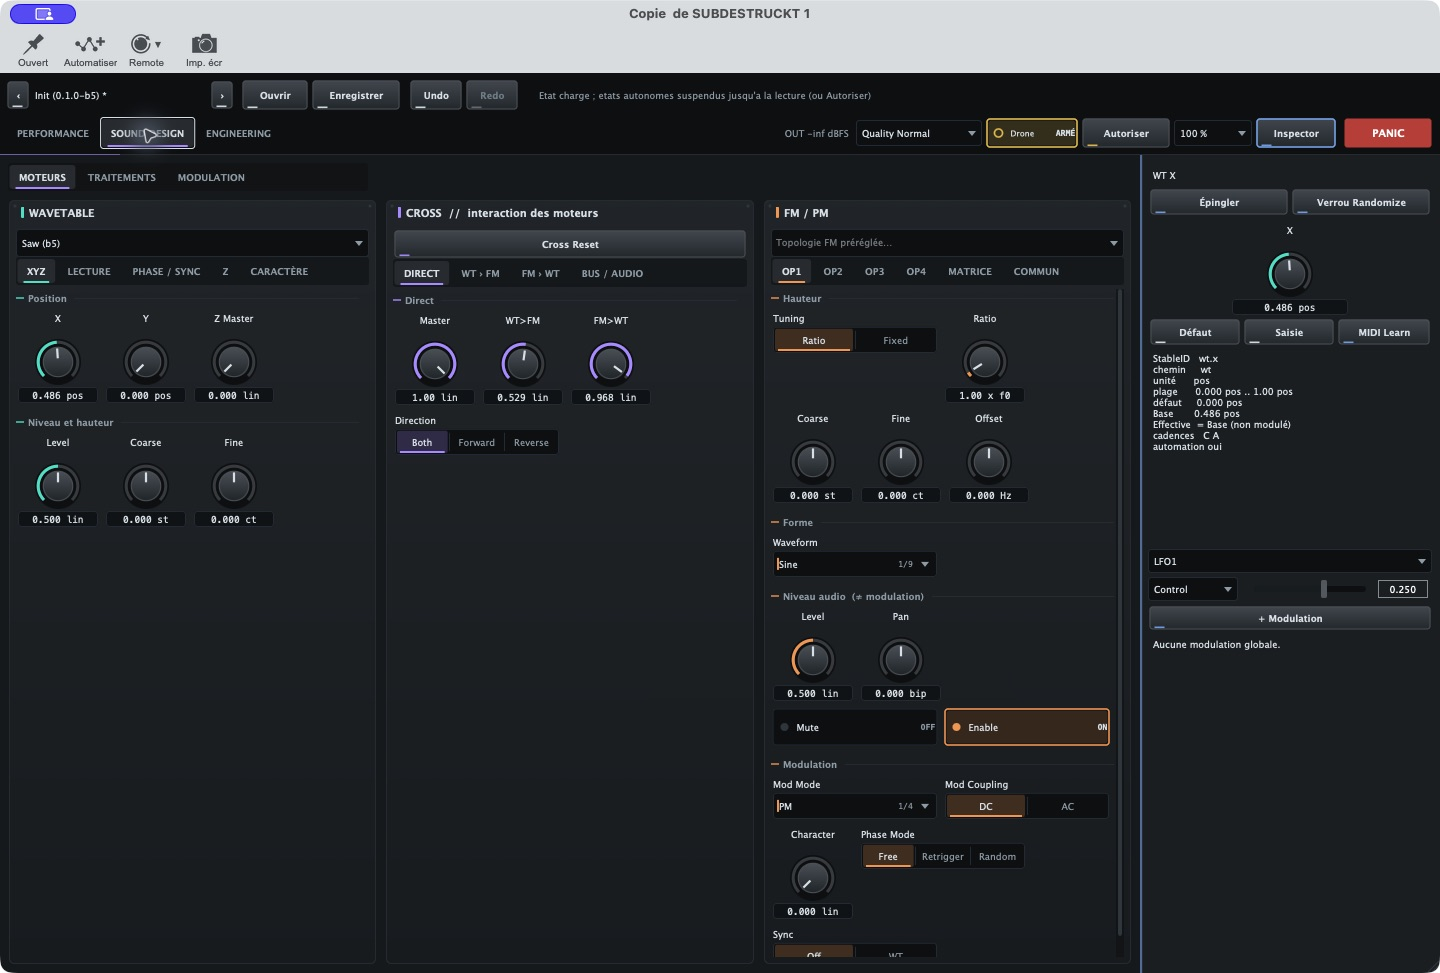 Copie de SUBDESTRUCKT 1
Ouvert Automatiser Remote Imp. écr
‹ Init (0.1.0-b5) * › Ouvrir Enregistrer Undo Redo Etat charge ; etats autonomes suspendus jusqu'a la lecture (ou Autoriser)
PERFORMANCE SOUND DESIGN ENGINEERING OUT -inf dBFS Quality Normal Drone ARMÉ Autoriser 100 % Inspector PANIC
MOTEURS TRAITEMENTS MODULATION
WAVETABLE
Saw (b5)
XYZ LECTURE PHASE / SYNC Z CARACTÈRE
Position
X Y Z Master
0.486 pos 0.000 pos 0.000 lin
Niveau et hauteur
Level Coarse Fine
0.500 lin 0.000 st 0.000 ct
CROSS // interaction des moteurs
Cross Reset
DIRECT WT › FM FM › WT BUS / AUDIO
Direct
Master WT>FM FM>WT
1.00 lin 0.529 lin 0.968 lin
Direction
Both Forward Reverse
FM / PM
Topologie FM préréglée...
OP1 OP2 OP3 OP4 MATRICE COMMUN
Hauteur
Tuning Ratio
Ratio Fixed
1.00 x f0
Coarse Fine Offset
0.000 st 0.000 ct 0.000 Hz
Forme
Waveform
Sine 1/9
Niveau audio (≠ modulation)
Level Pan
0.500 lin 0.000 bip
Mute OFF Enable ON
Modulation
Mod Mode Mod Coupling
PM 1/4 DC AC
Character Phase Mode
Free Retrigger Random
0.000 lin
Sync
Off WT
WT X
Épingler Verrou Randomize
X
0.486 pos
Défaut Saisie MIDI Learn
StableID wt.x
chemin wt
unité pos
plage 0.000 pos .. 1.00 pos
défaut 0.000 pos
Base 0.486 pos
Effective = Base (non modulé)
cadences C A
automation oui
LFO1
Control 0.250
+ Modulation
Aucune modulation globale.